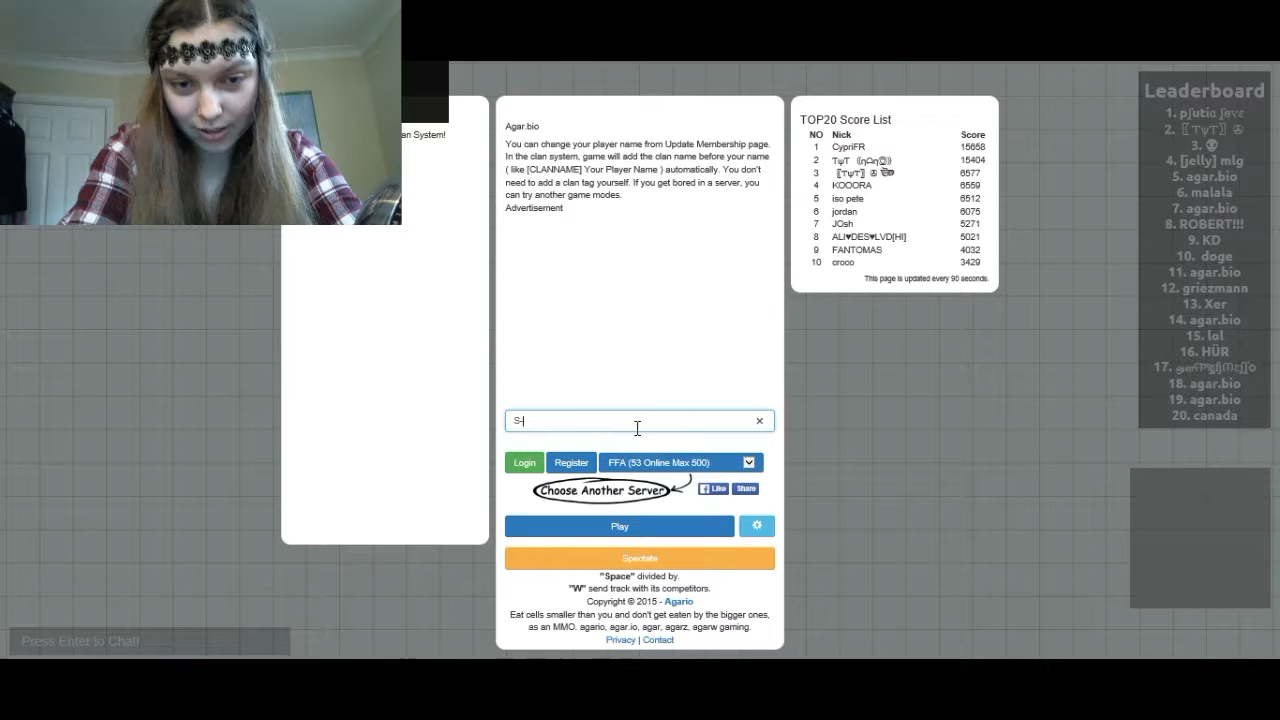 an System!
Agar.bio
You can change your player name from Update Membership page.
In the clan system, game will add the clan name before your name
( like [CLANNAME] Your Player Name ) automatically. You don't
need to add a clan tag yourself. If you get bored in a server, you
can try another game modes.
Advertisement
S-
Login Register FFA (53 Online Max 500)
Choose Another Server
Like Share
Play
Spectate
"Space" divided by.
"W" send track with its competitors.
Copyright © 2015 - Agario
Eat cells smaller than you and don't get eaten by the bigger ones,
as an MMO. agario, agar.io, agar, agarz, agarw gaming.
Privacy | Contact
TOP20 Score List
NO Nick Score
1 CypriFR 15658
2 TψT 15404
3 〖TψT〗 6577
4 KOOORA 6559
5 iso pete 6512
6 jordan 6075
7 JOsh 5271
8 ALI♥DES♥LVD[HI] 5021
9 FANTOMAS 4032
10 croco 3429
This page is updated every 90 seconds.
Leaderboard
1.
2. 〖TψT〗
3.
4. [jelly] mlg
5. agar.bio
6. malala
7. agar.bio
8. ROBERT!!!
9. KD
10. doge
11. agar.bio
12. griezmann
13. Xer
14. agar.bio
15. lol
16. HÜR
17.
18. agar.bio
19. agar.bio
20. canada
Press Enter to Chat!